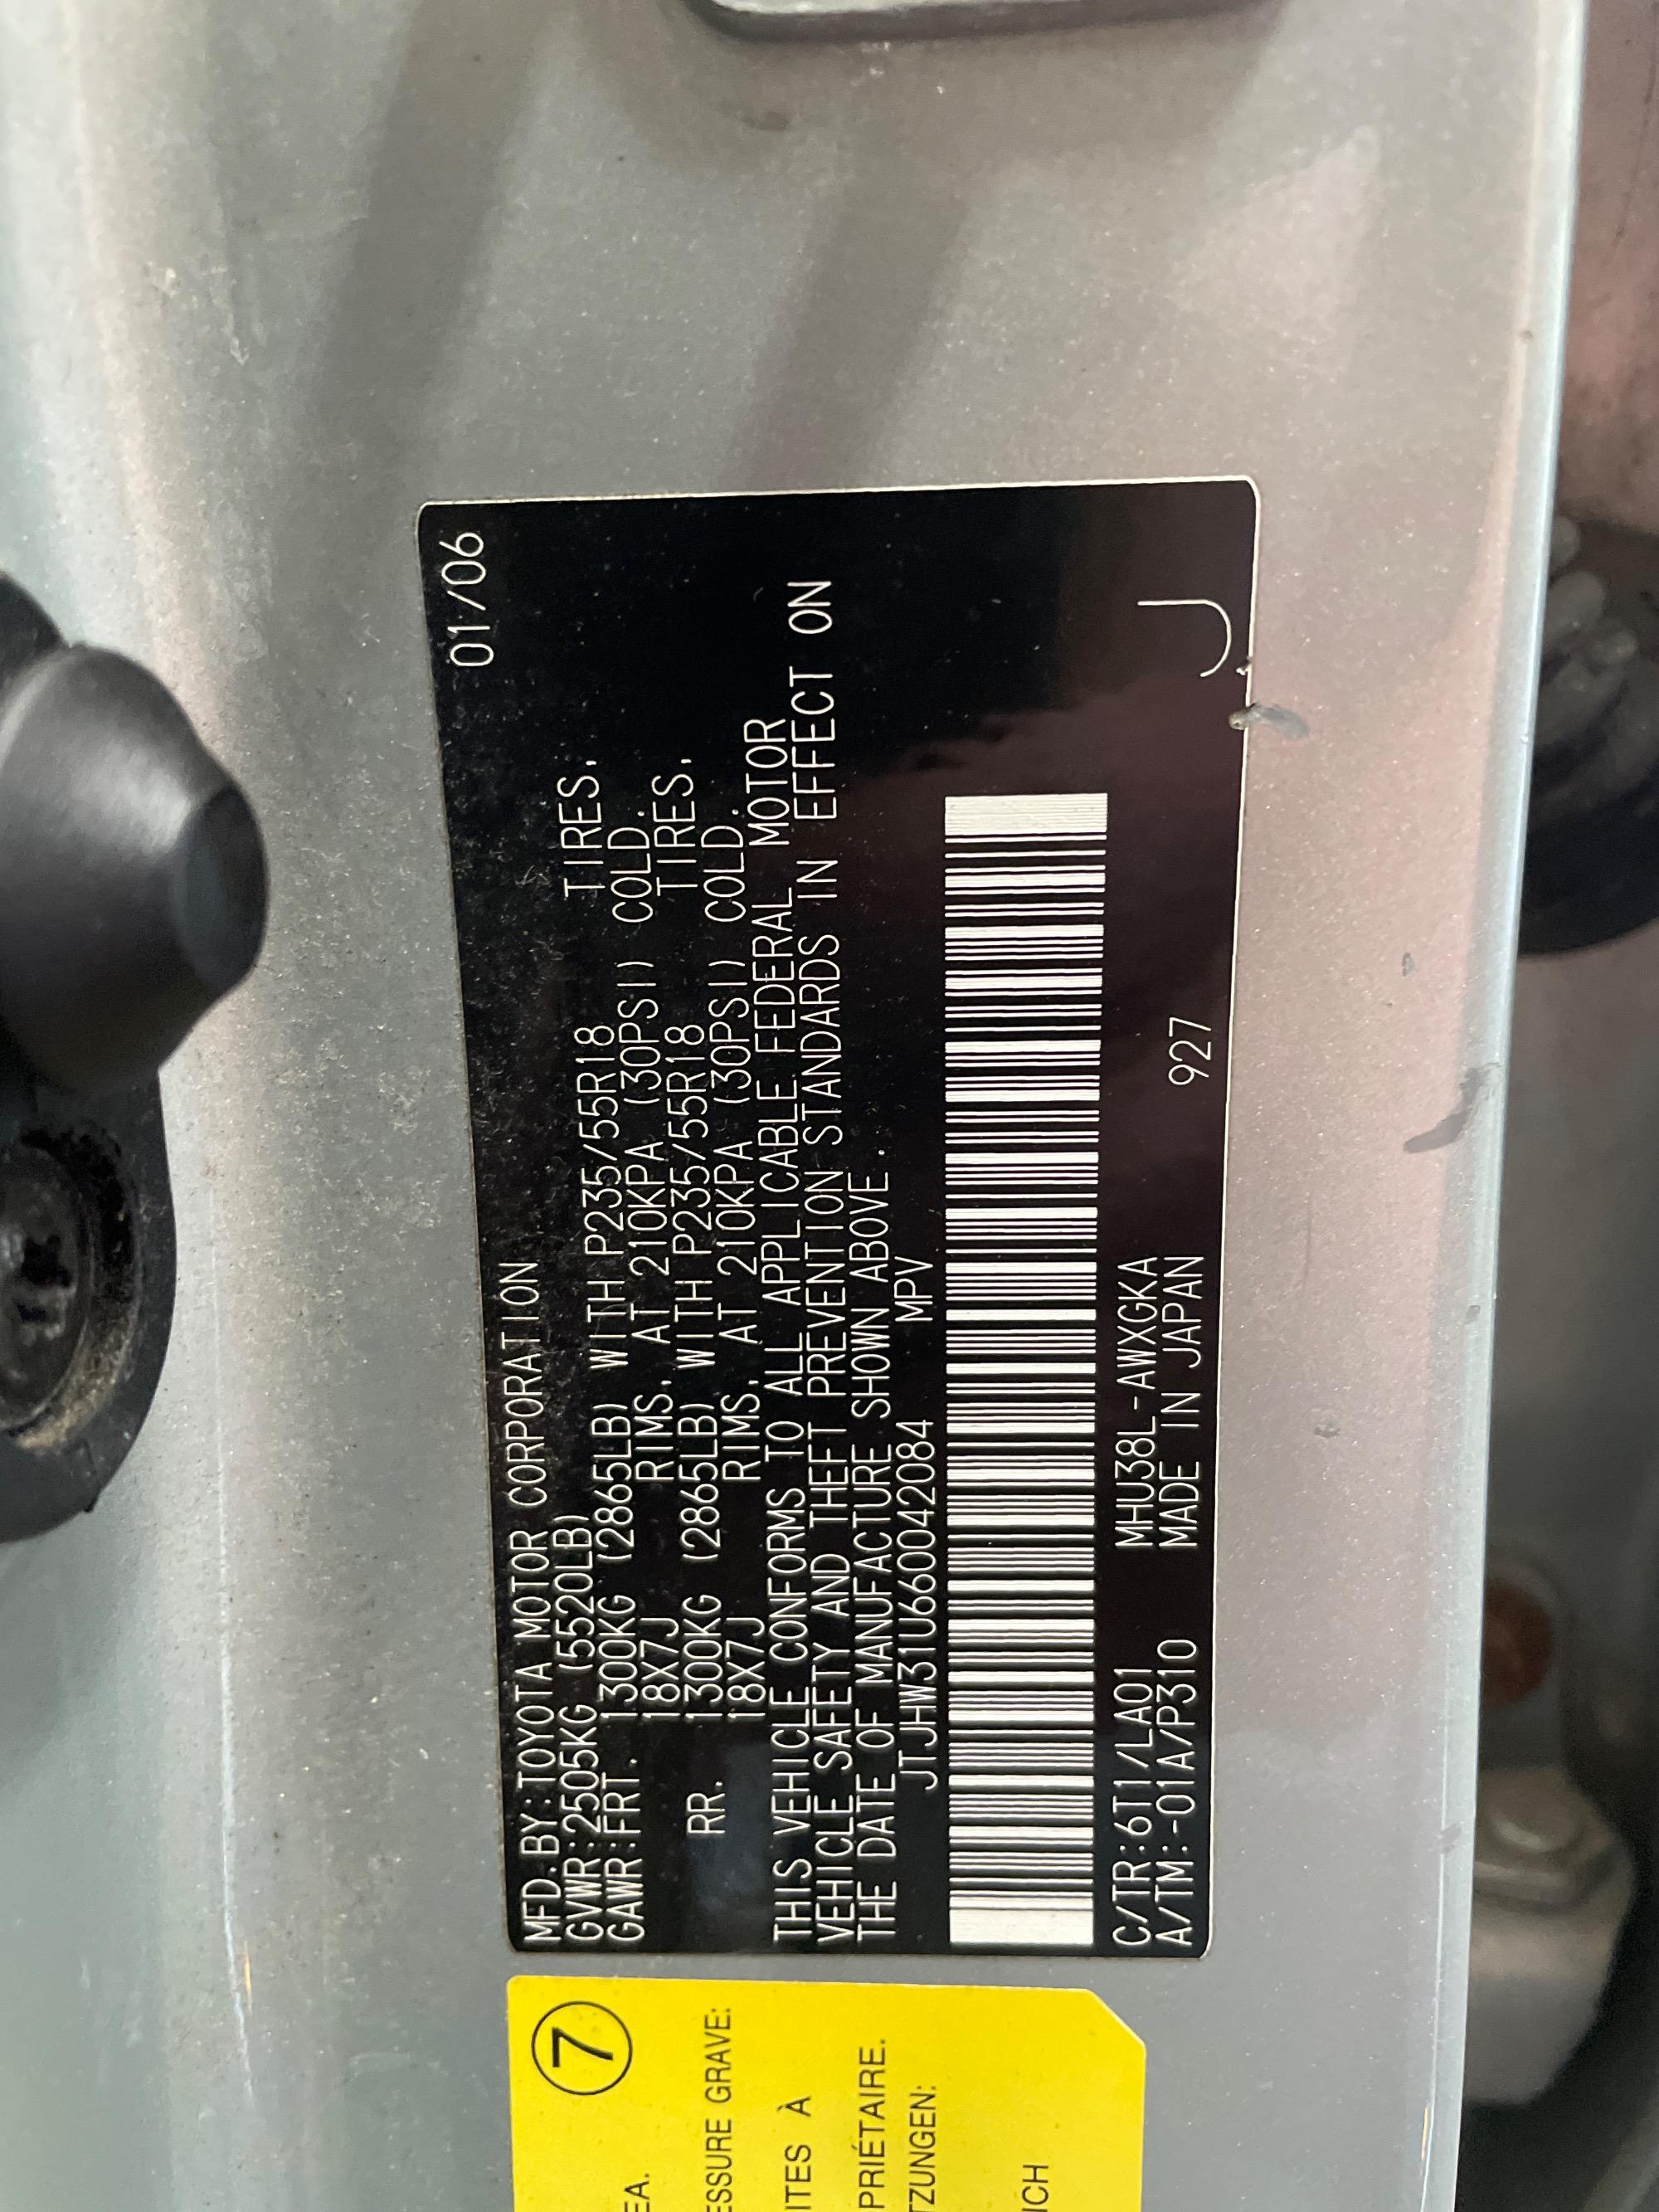 01/06
MFD.BY:TOYOTA MOTOR CORPORATION
GVWR:2505KG (5520LB)
GAWR:FRT. 1300KG (2865LB) WITH P235/55R18 TIRES,
18X7J RIMS, AT 210KPA (30PSI) COLD.
RR. 1300KG (2865LB) WITH P235/55R18 TIRES,
18X7J RIMS, AT 210KPA (30PSI) COLD.
THIS VEHICLE CONFORMS TO ALL APPLICABLE FEDERAL MOTOR
VEHICLE SAFETY AND THEFT PREVENTION STANDARDS IN EFFECT ON
THE DATE OF MANUFACTURE SHOWN ABOVE.
JTJHW31U660042084 MPV
C/TR:6T1/LA01 MHU38L-AWXGKA
A/TM:-01A/P310 MADE IN JAPAN 927
J
7
EA.
ESSURE GRAVE:
ITES À
PRIÉTAIRE.
TZUNGEN:
ICH